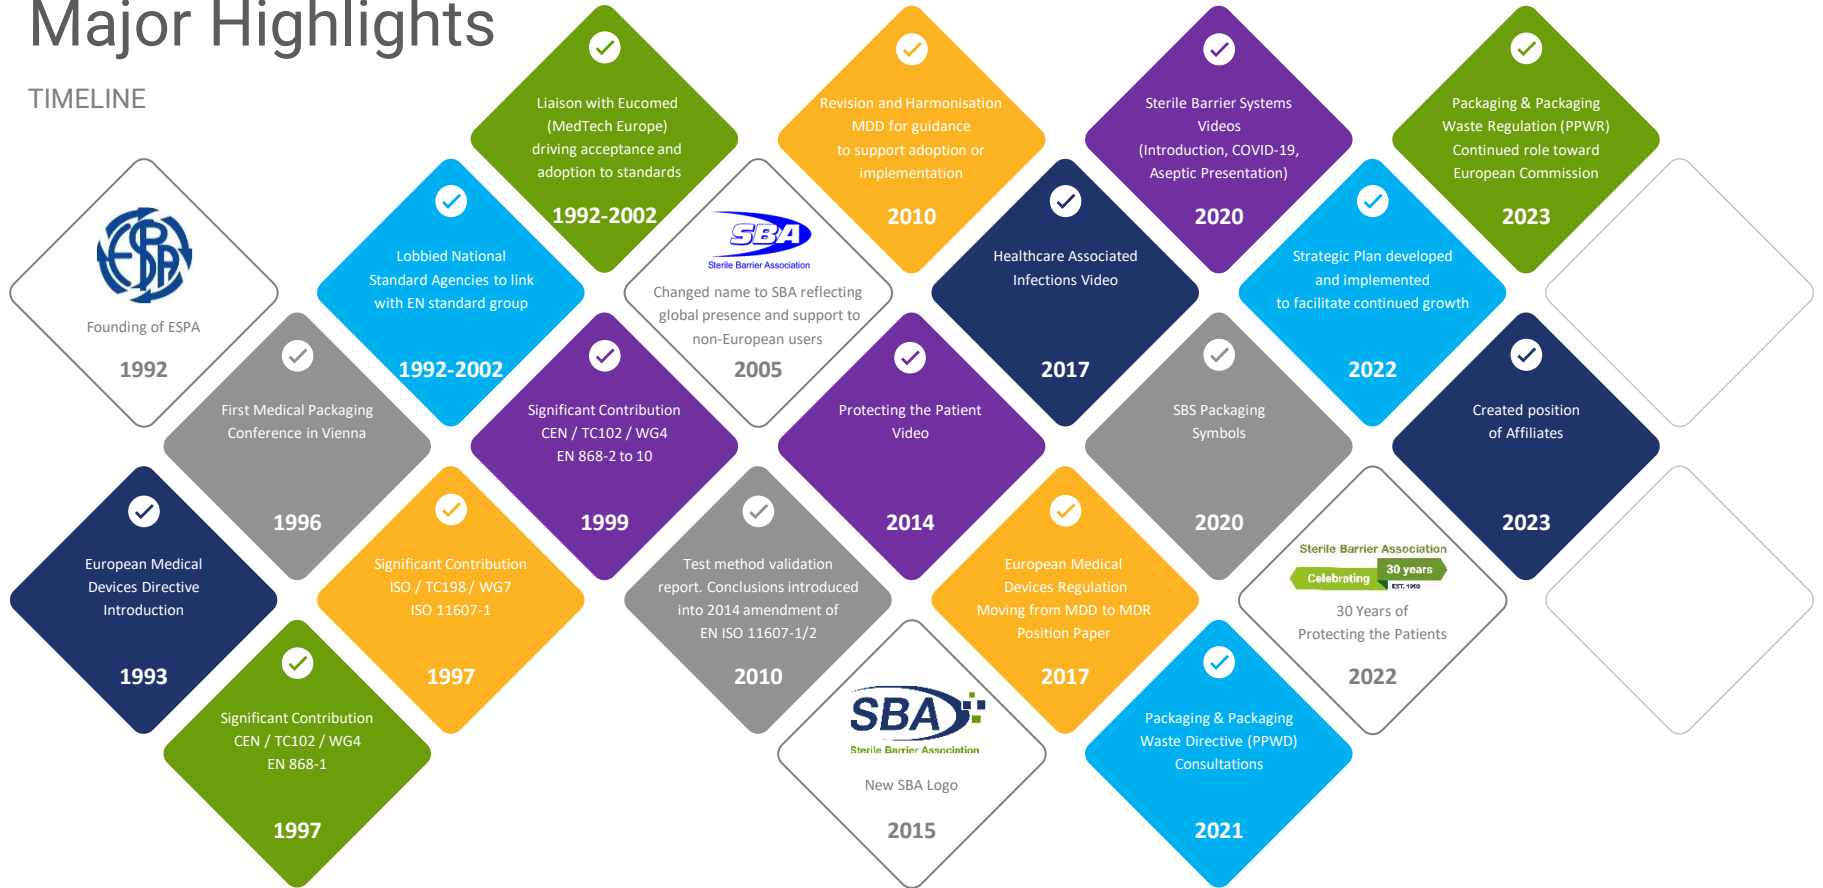 Major Highlights
TIMELINE
ESPA
Founding of ESPA
1992
European Medical
Devices Directive
Introduction
1993
First Medical Packaging
Conference in Vienna
1996
Significant Contribution
CEN / TC102 / WG4
EN 868-1
1997
Lobbied National
Standard Agencies to link
with EN standard group
1992-2002
Significant Contribution
ISO / TC198 / WG7
ISO 11607-1
1997
Liaison with Eucomed
(MedTech Europe)
driving acceptance and
adoption to standards
1992-2002
Significant Contribution
CEN / TC102 / WG4
EN 868-2 to 10
1999
SBA
Sterile Barrier Association
Changed name to SBA reflecting
global presence and support to
non-European users
2005
Test method validation
report. Conclusions introduced
into 2014 amendment of
EN ISO 11607-1/2
2010
Revision and Harmonisation
MDD for guidance
to support adoption or
implementation
2010
Protecting the Patient
Video
2014
SBA
Sterile Barrier Association
New SBA Logo
2015
Healthcare Associated
Infections Video
2017
European Medical
Devices Regulation
Moving from MDD to MDR
Position Paper
2017
Sterile Barrier Systems
Videos
(Introduction, COVID-19,
Aseptic Presentation)
2020
SBS Packaging
Symbols
2020
Packaging & Packaging
Waste Directive (PPWD)
Consultations
2021
Strategic Plan developed
and implemented
to facilitate continued growth
2022
Sterile Barrier Association
Celebrating 30 years
EST. 1992
30 Years of
Protecting the Patients
2022
Packaging & Packaging
Waste Regulation (PPWR)
Continued role toward
European Commission
2023
Created position
of Affiliates
2023